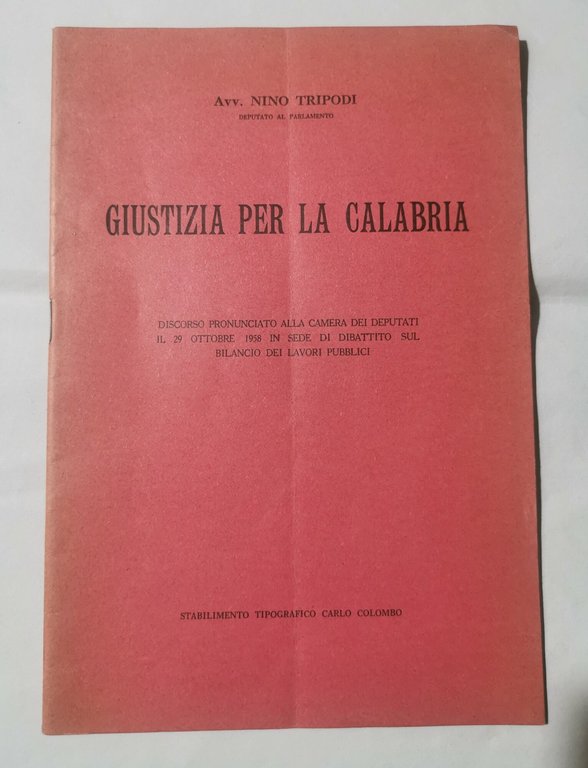 Avv. NINO TRIPODI
DEPUTATO AL PARLAMENTO
GIUSTIZIA PER LA CALABRIA
DISCORSO PRONUNCIATO ALLA CAMERA DEI DEPUTATI
IL 29 OTTOBRE 1958 IN SEDE DI DIBATTITO SUL
BILANCIO DEI LAVORI PUBBLICI
STABILIMENTO TIPOGRAFICO CARLO COLOMBO